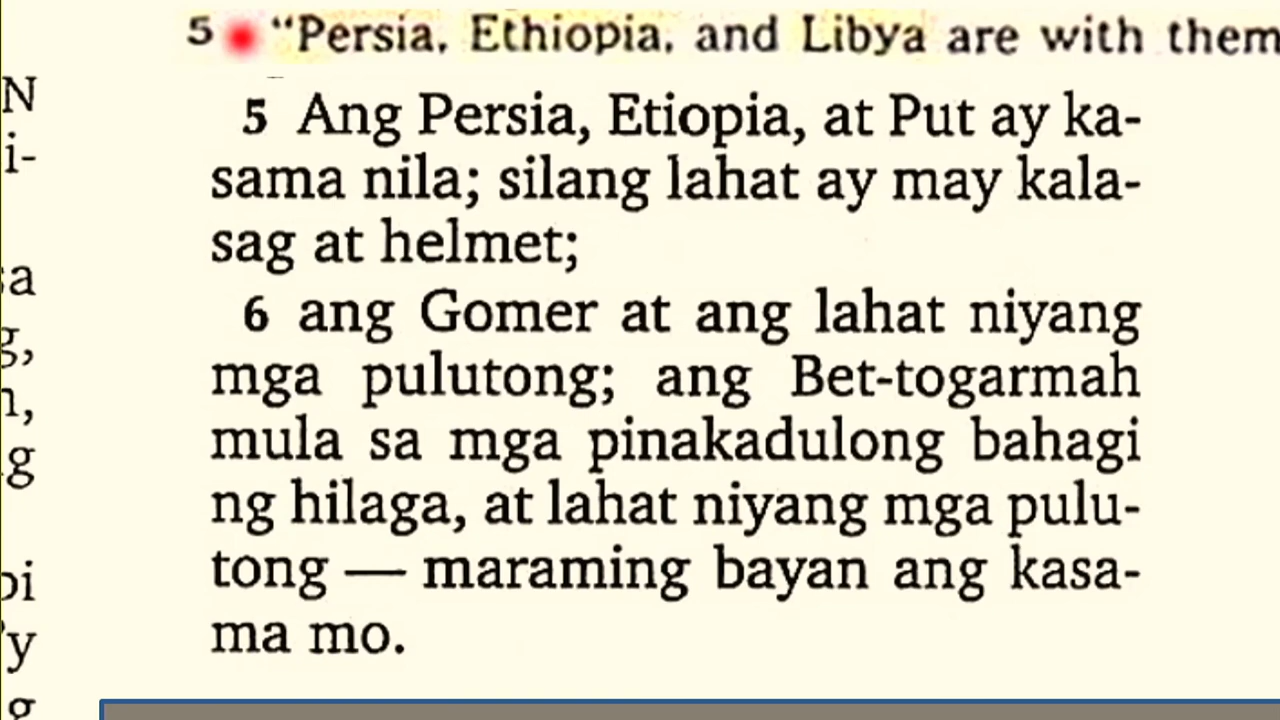 5 “Persia, Ethiopia, and Libya are with them
N
i-
5 Ang Persia, Etiopia, at Put ay ka-
sama nila; silang lahat ay may kala-
sag at helmet;
6 ang Gomer at ang lahat niyang
mga pulutong; ang Bet-togarmah
mula sa mga pinakadulong bahagi
ng hilaga, at lahat niyang mga pulu-
tong — maraming bayan ang kasa-
ma mo.